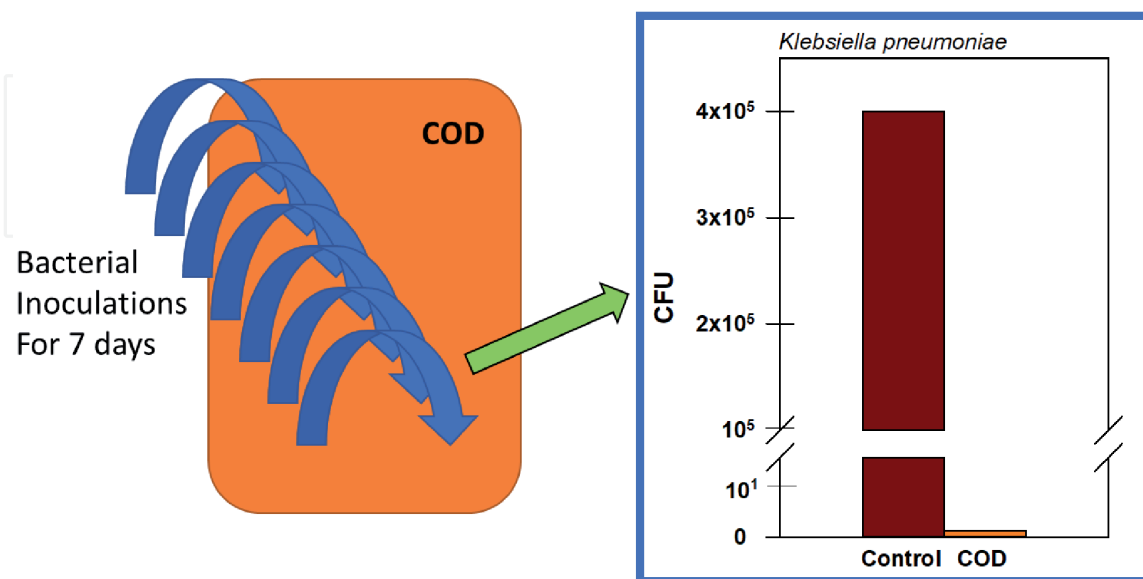 COD
Bacterial
Inoculations
For 7 days
Klebsiella pneumoniae
CFU
4x10⁵
3x10⁵
2x10⁵
10⁵
10¹
0
Control COD